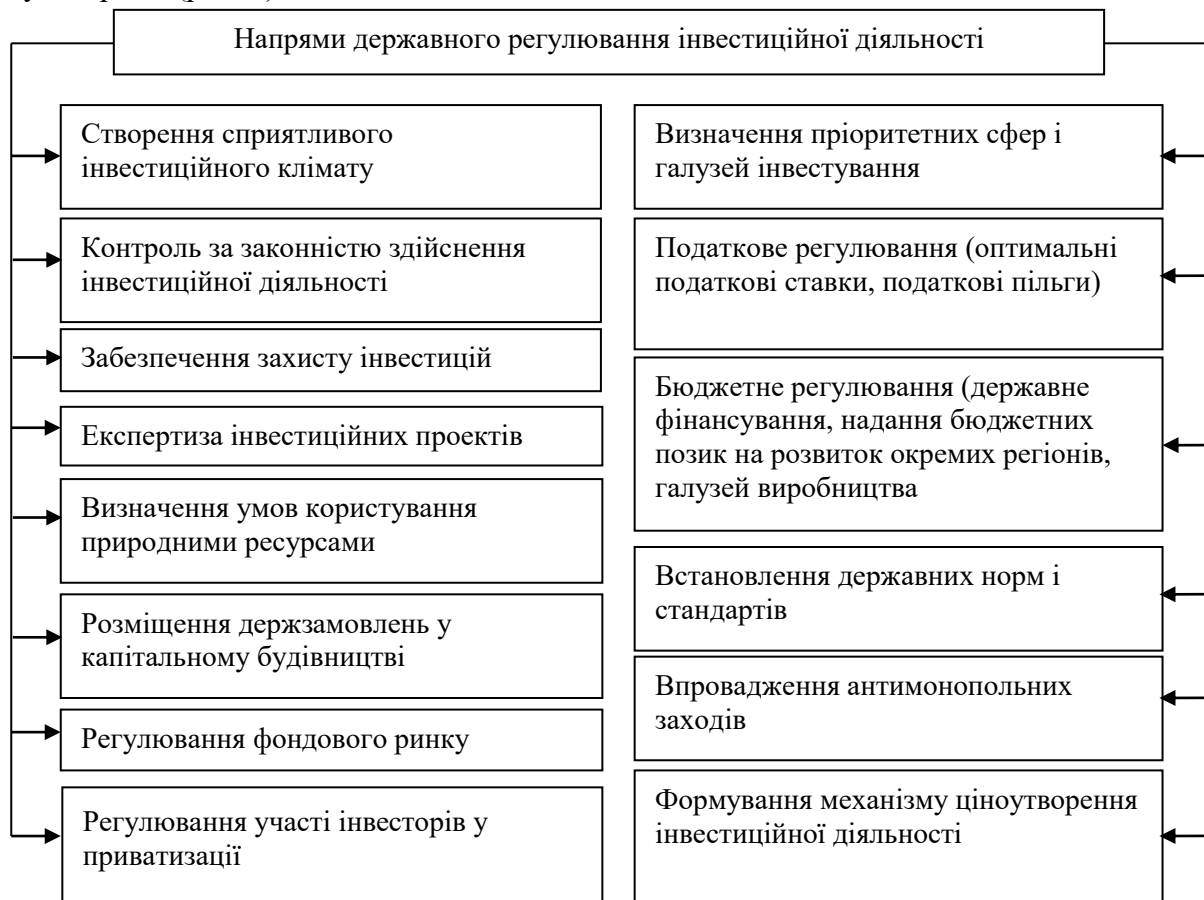 Напрями державного регулювання інвестиційної діяльності
Створення сприятливого
інвестиційного клімату
Контроль за законністю здійснення
інвестиційної діяльності
Забезпечення захисту інвестицій
Експертиза інвестиційних проектів
Визначення умов користування
природними ресурсами
Розміщення держзамовлень у
капітальному будівництві
Регулювання фондового ринку
Регулювання участі інвесторів у
приватизації
Визначення пріоритетних сфер і
галузей інвестування
Податкове регулювання (оптимальні
податкові ставки, податкові пільги)
Бюджетне регулювання (державне
фінансування, надання бюджетних
позик на розвиток окремих регіонів,
галузей виробництва
Встановлення державних норм і
стандартів
Впровадження антимонопольних
заходів
Формування механізму ціноутворення
інвестиційної діяльності